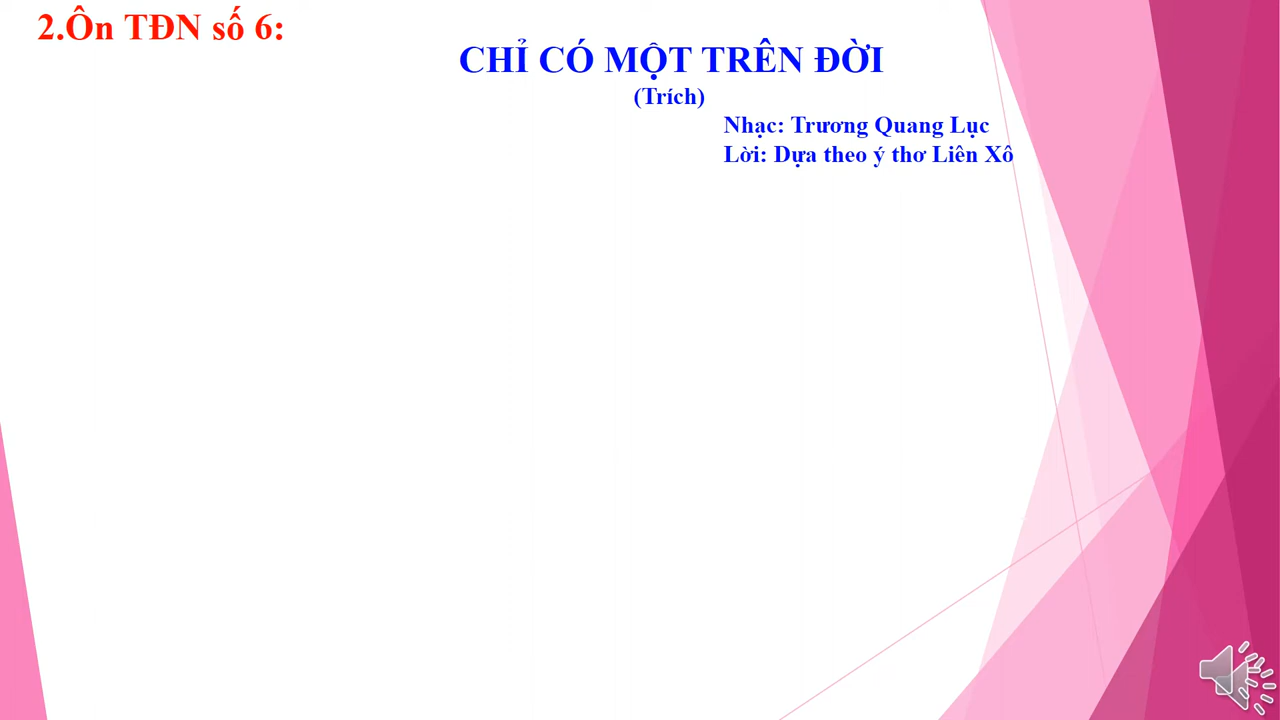 2.Ôn TĐN số 6:
CHỈ CÓ MỘT TRÊN ĐỜI
(Trích)
Nhạc: Trương Quang Lục
Lời: Dựa theo ý thơ Liên Xô